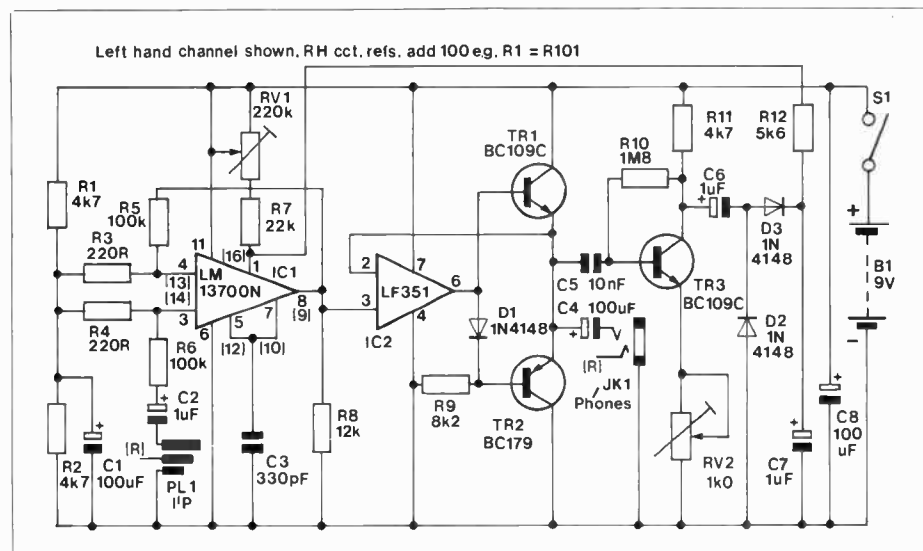 Left hand channel shown, RH cct. refs. add 100 e.g, R1 = R101
RV1
220k
R1
4k7
R5
100k
R3
220R
R7
22k
11
(16)
4
(13)
(14)
3
LM
13700N
IC1
1
8
(9)
7
5
6
(12)
(10)
R4
220R
R6
100k
C2
1uF
(R)
PL1
I'P
R2
4k7
C1
100uF
C3
330pF
R8
12k
2
3
LF351
7
6
4
IC2
D1
1N4148
R9
8k2
TR1
BC109C
TR2
BC179
C5
10nF
C4
100uF
(R)
JK1
Phones
R10
1M8
R11
4k7
R12
5k6
C6
1uF
TR3
BC109C
D3
1N
4148
D2
1N
4148
RV2
1k0
C7
1uF
C8
100
uF
S1
+
B1
9V
-